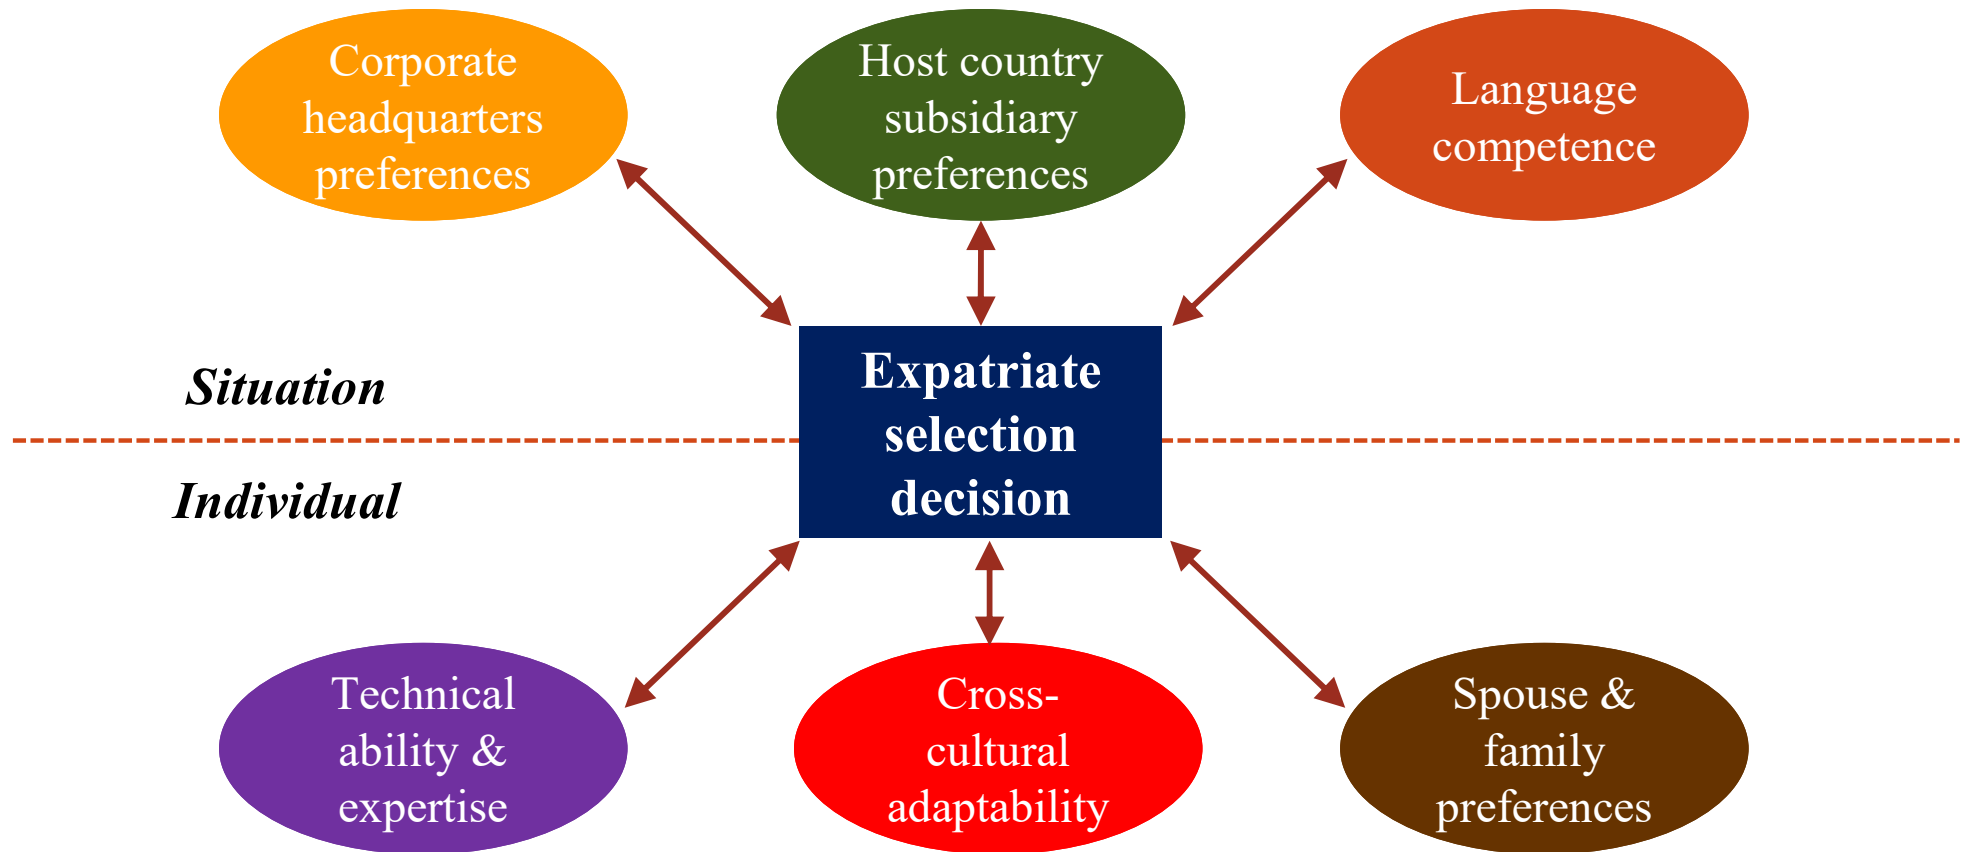 Corporate
headquarters
preferences
Host country
subsidiary
preferences
Language
competence
Situation
Expatriate
selection
decision
Individual
Technical
ability &
expertise
Cross-
cultural
adaptability
Spouse &
family
preferences